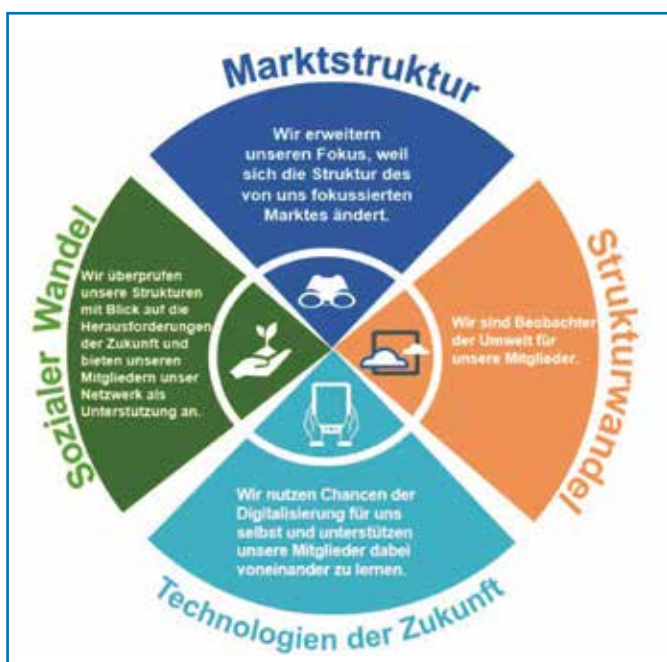 Marktstruktur
Wir erweitern
unseren Fokus, weil
sich die Struktur des
von uns fokussierten
Marktes ändert.
Sozialer Wandel
Wir überprüfen
unsere Strukturen
mit Blick auf die
Herausforderungen
der Zukunft und
bieten unseren
Mitgliedern unser
Netzwerk als
Unterstützung an.
Strukturwandel
Wir sind Beobachter
der Umwelt für
unsere Mitglieder.
Wir nutzen Chancen der
Digitalisierung für uns
selbst und unterstützen
unsere Mitglieder dabei
voneinander zu lernen.
Technologien der Zukunft